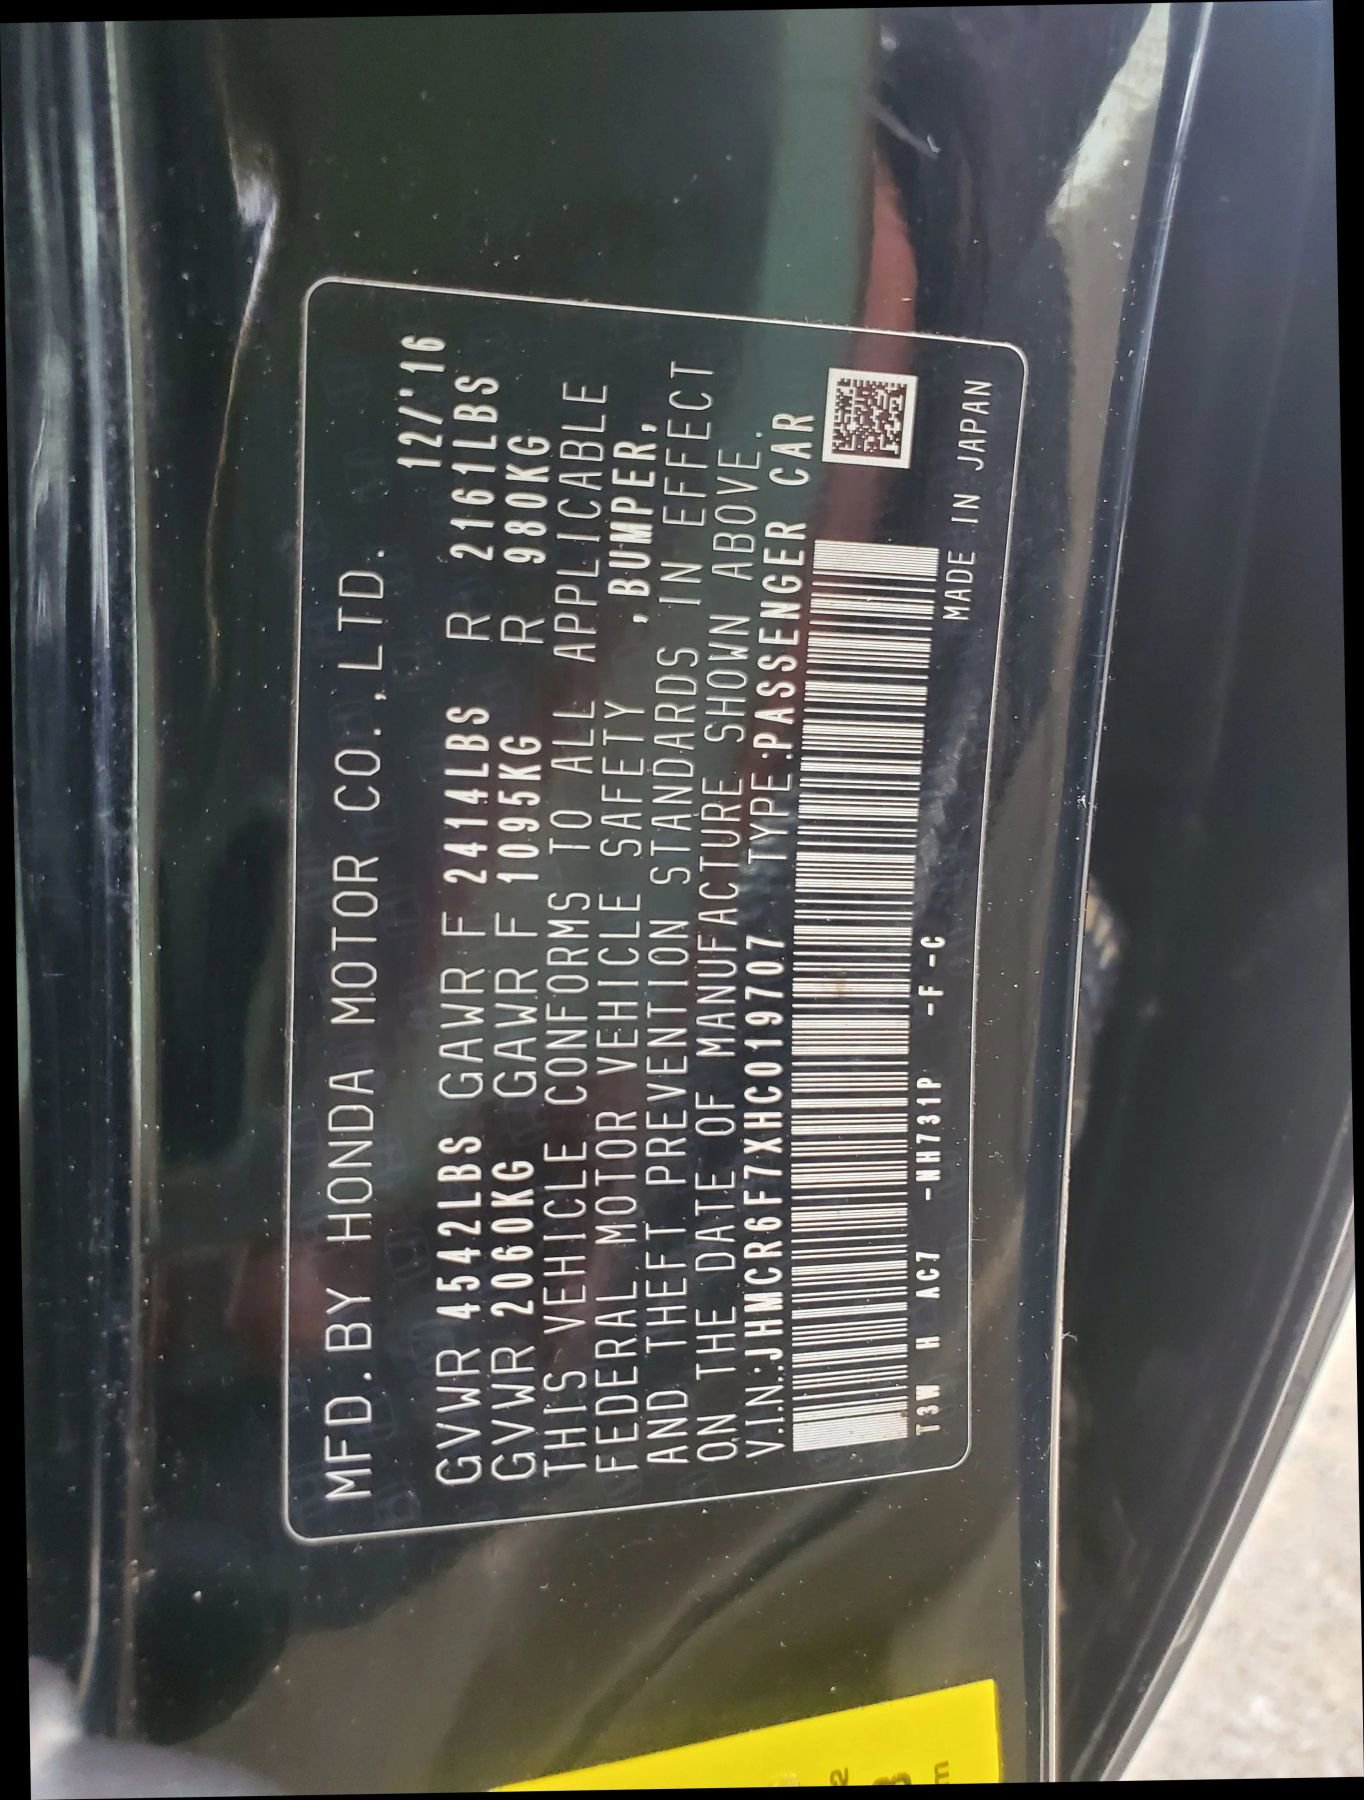 MFD.BY HONDA MOTOR CO.,LTD.
12/'16
GVWR 4542LBS GAWR F 2414LBS R 2161LBS
GVWR 2060KG GAWR F 1095KG R 980KG
THIS VEHICLE CONFORMS TO ALL APPLICABLE
FEDERAL MOTOR VEHICLE SAFETY ,BUMPER,
AND THEFT PREVENTION STANDARDS IN EFFECT
ON THE DATE OF MANUFACTURE SHOWN ABOVE.
V.I.N.:JHMCR6F7XHC019707 TYPE:PASSENGER CAR
T3W H AC7 -NH731P -F -C
MADE IN JAPAN
2
3
m